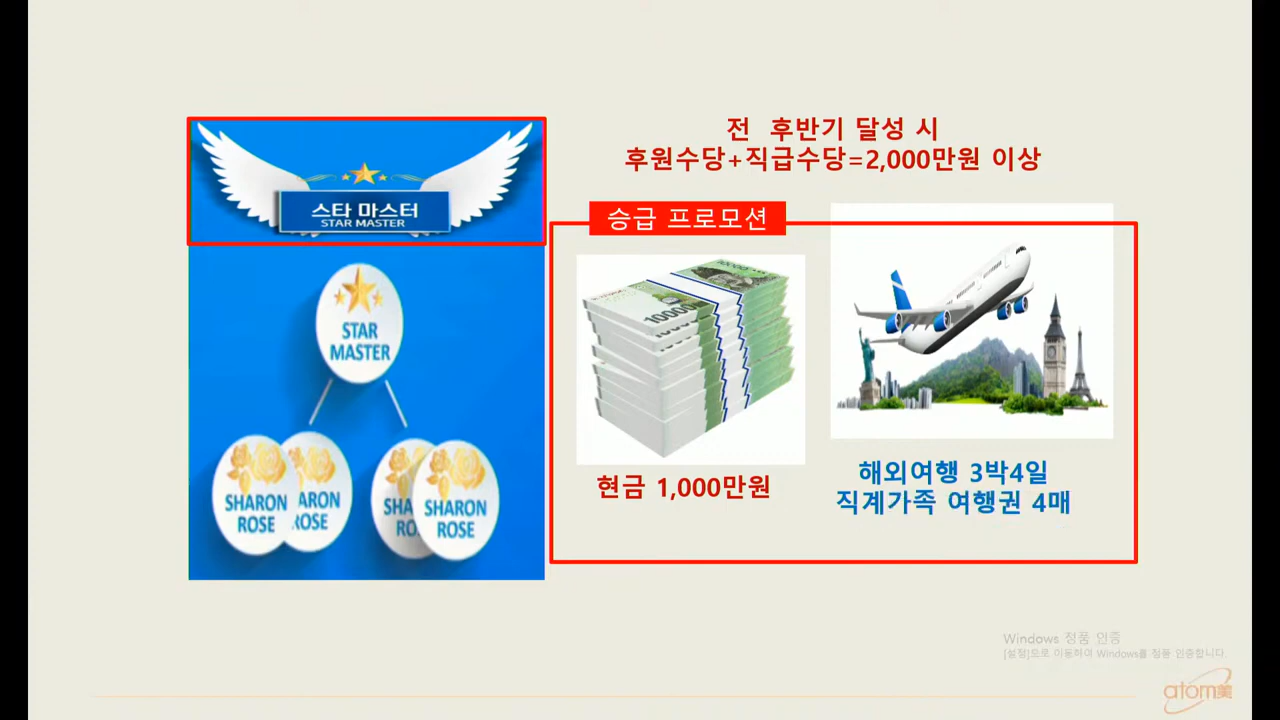 전 후반기 달성 시
후원수당+직급수당=2,000만원 이상
스타 마스터
STAR MASTER
승급 프로모션
STAR
MASTER
10000
10000
SHARON
ROSE
ARON
ROSE
SHA
RO
SHARON
ROSE
현금 1,000만원
해외여행 3박4일
직계가족 여행권 4매
Windows 정품 인증
[설정]으로 이동하여 Windows를 정품 인증합니다.
atom美